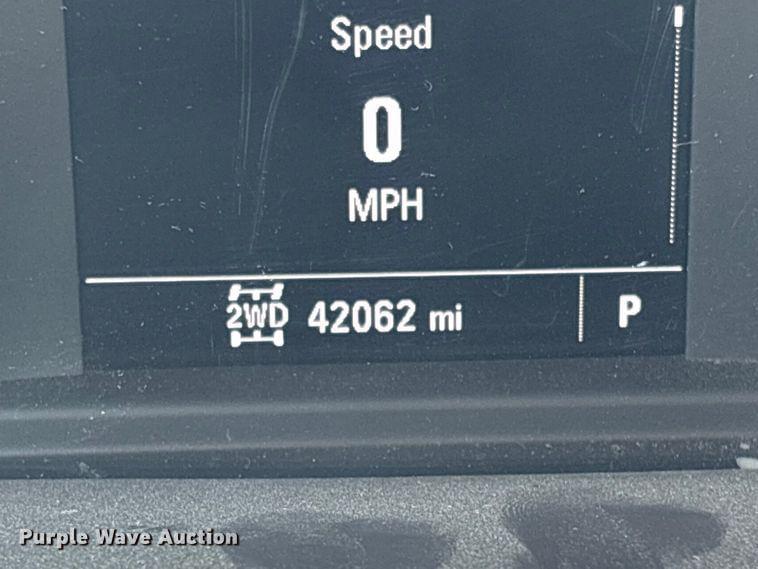 Speed
0
MPH
2WD 42062 mi P
Purple Wave Auction